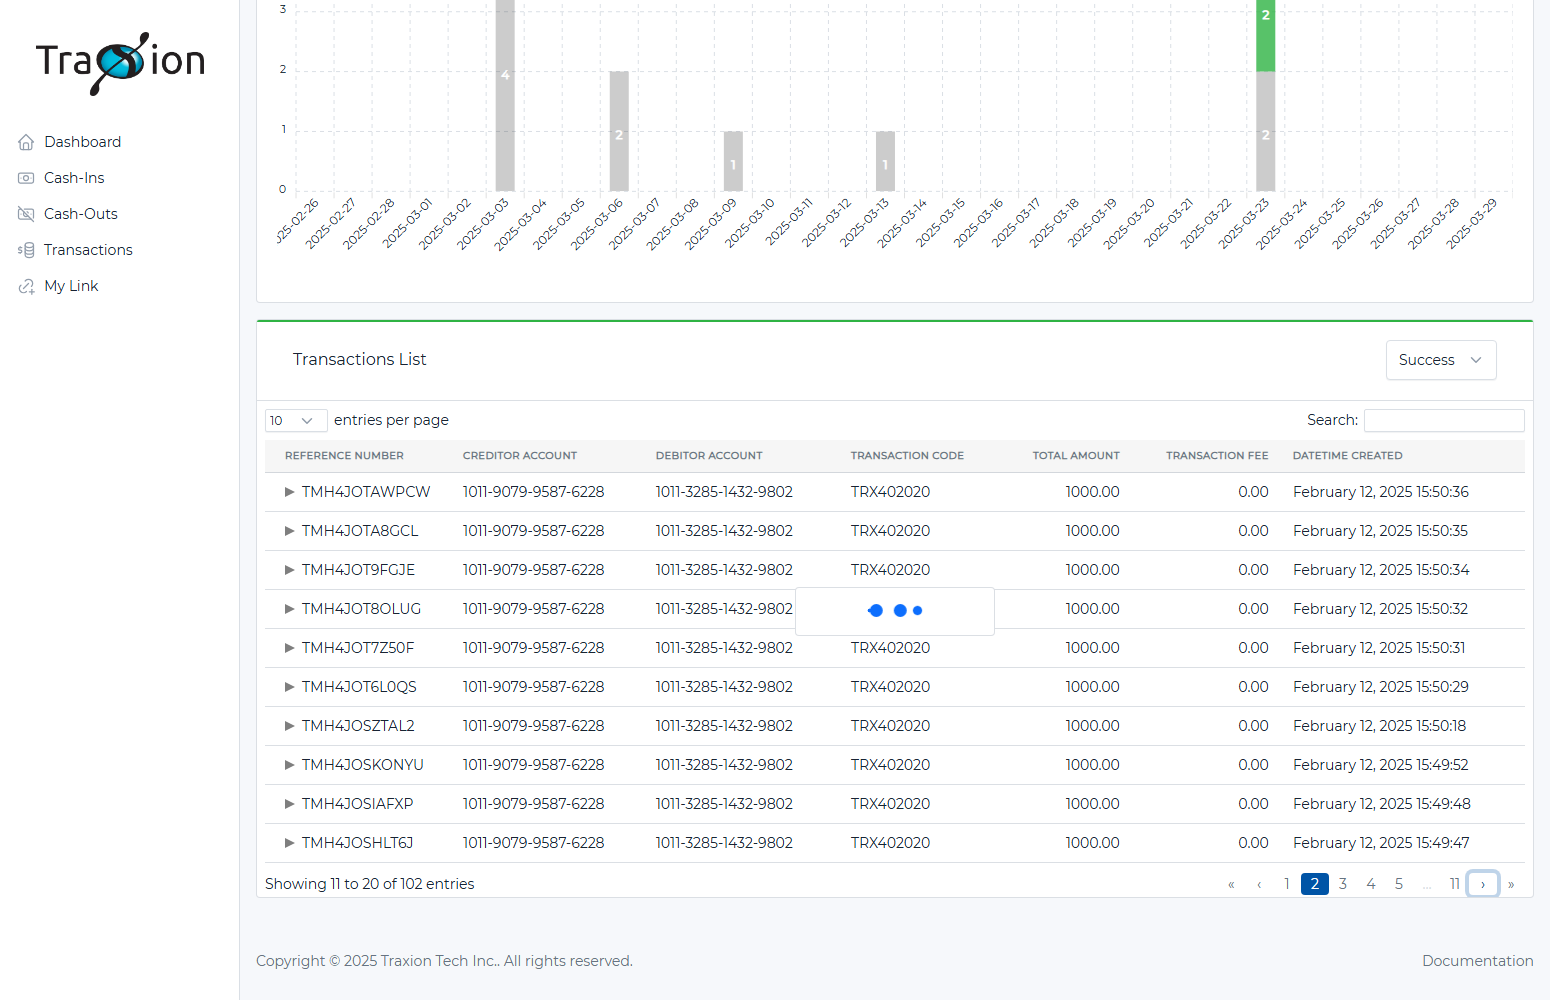 Traxion
Dashboard
Cash-Ins
Cash-Outs
Transactions
My Link
3
2
1
0
4
2
1
1
2
2
2025-02-26
2025-02-27
2025-02-28
2025-03-01
2025-03-02
2025-03-03
2025-03-04
2025-03-05
2025-03-06
2025-03-07
2025-03-08
2025-03-09
2025-03-10
2025-03-11
2025-03-12
2025-03-13
2025-03-14
2025-03-15
2025-03-16
2025-03-17
2025-03-18
2025-03-19
2025-03-20
2025-03-21
2025-03-22
2025-03-23
2025-03-24
2025-03-25
2025-03-26
2025-03-27
2025-03-28
2025-03-29
Transactions List
Success
10 entries per page
Search:
REFERENCE NUMBER CREDITOR ACCOUNT DEBITOR ACCOUNT TRANSACTION CODE TOTAL AMOUNT TRANSACTION FEE DATETIME CREATED
TMH4JOTAWPCW 1011-9079-9587-6228 1011-3285-1432-9802 TRX402020 1000.00 0.00 February 12, 2025 15:50:36
TMH4JOTA8GCL 1011-9079-9587-6228 1011-3285-1432-9802 TRX402020 1000.00 0.00 February 12, 2025 15:50:35
TMH4JOT9FGJE 1011-9079-9587-6228 1011-3285-1432-9802 TRX402020 1000.00 0.00 February 12, 2025 15:50:34
TMH4JOT8OLUG 1011-9079-9587-6228 1011-3285-1432-9802 1000.00 0.00 February 12, 2025 15:50:32
TMH4JOT7Z50F 1011-9079-9587-6228 1011-3285-1432-9802 TRX402020 1000.00 0.00 February 12, 2025 15:50:31
TMH4JOT6L0QS 1011-9079-9587-6228 1011-3285-1432-9802 TRX402020 1000.00 0.00 February 12, 2025 15:50:29
TMH4JOSZTAL2 1011-9079-9587-6228 1011-3285-1432-9802 TRX402020 1000.00 0.00 February 12, 2025 15:50:18
TMH4JOSKONYU 1011-9079-9587-6228 1011-3285-1432-9802 TRX402020 1000.00 0.00 February 12, 2025 15:49:52
TMH4JOSIAFXP 1011-9079-9587-6228 1011-3285-1432-9802 TRX402020 1000.00 0.00 February 12, 2025 15:49:48
TMH4JOSHLT6J 1011-9079-9587-6228 1011-3285-1432-9802 TRX402020 1000.00 0.00 February 12, 2025 15:49:47
Showing 11 to 20 of 102 entries
« ‹ 1 2 3 4 5 … 11 › »
Copyright © 2025 Traxion Tech Inc.. All rights reserved.
Documentation